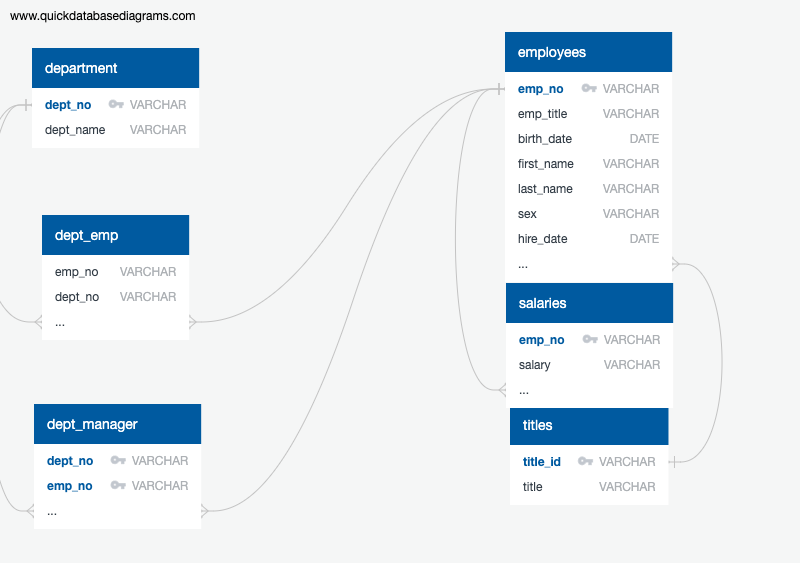 www.quickdatabasediagrams.com
department
dept_no VARCHAR
dept_name VARCHAR
dept_emp
emp_no VARCHAR
dept_no VARCHAR
...
dept_manager
dept_no VARCHAR
emp_no VARCHAR
...
employees
emp_no VARCHAR
emp_title VARCHAR
birth_date DATE
first_name VARCHAR
last_name VARCHAR
sex VARCHAR
hire_date DATE
...
salaries
emp_no VARCHAR
salary VARCHAR
...
titles
title_id VARCHAR
title VARCHAR